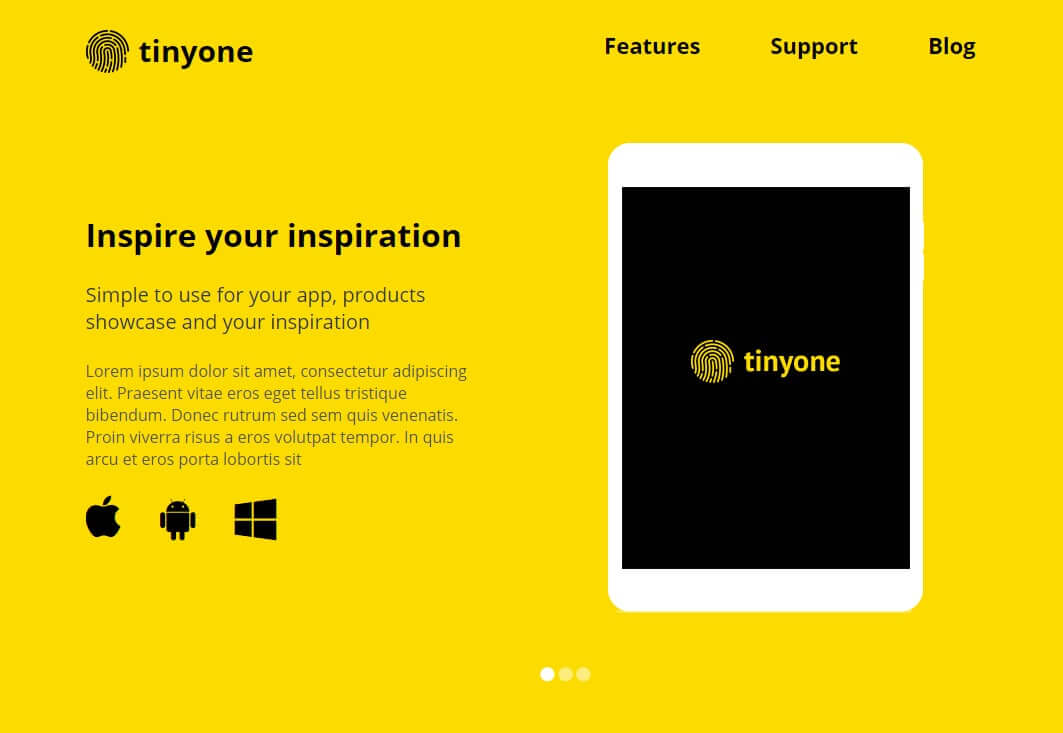 tinyone
Features
Support
Blog
Inspire your inspiration
Simple to use for your app, products
showcase and your inspiration
Lorem ipsum dolor sit amet, consectetur adipiscing
elit. Praesent vitae eros eget tellus tristique
bibendum. Donec rutrum sed sem quis venenatis.
Proin viverra risus a eros volutpat tempor. In quis
arcu et eros porta lobortis sit
tinyone